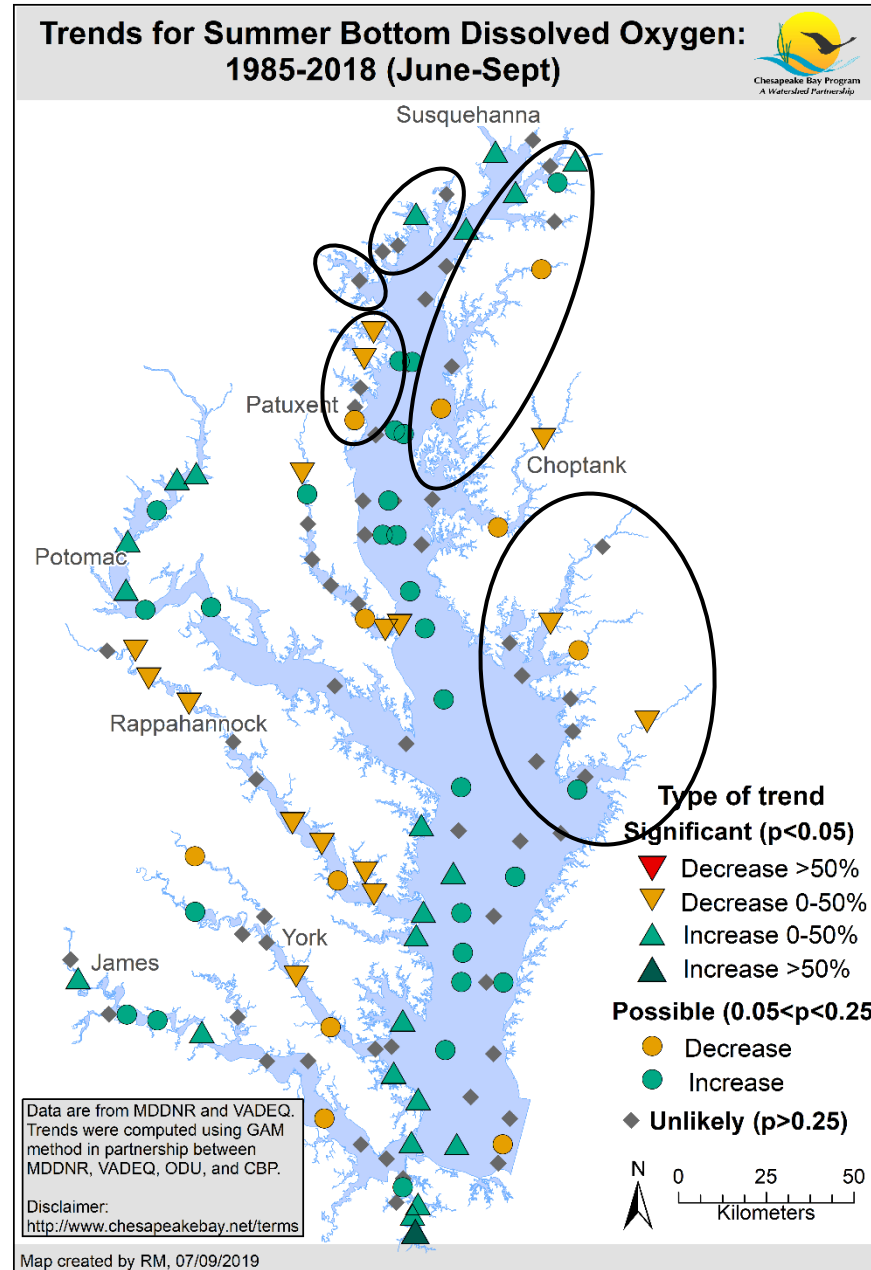 Trends for Summer Bottom Dissolved Oxygen:
1985-2018 (June-Sept)
Chesapeake Bay Program
A Watershed Partnership
Susquehanna
Patuxent
Choptank
Potomac
Rappahannock
York
James
Type of trend
Significant (p<0.05)
Decrease >50%
Decrease 0-50%
Increase 0-50%
Increase >50%
Possible (0.05<p<0.25
Decrease
Increase
Unlikely (p>0.25)
N
0 25 50
Kilometers
Data are from MDDNR and VADEQ.
Trends were computed using GAM
method in partnership between
MDDNR, VADEQ, ODU, and CBP.
Disclaimer:
http://www.chesapeakebay.net/terms
Map created by RM, 07/09/2019